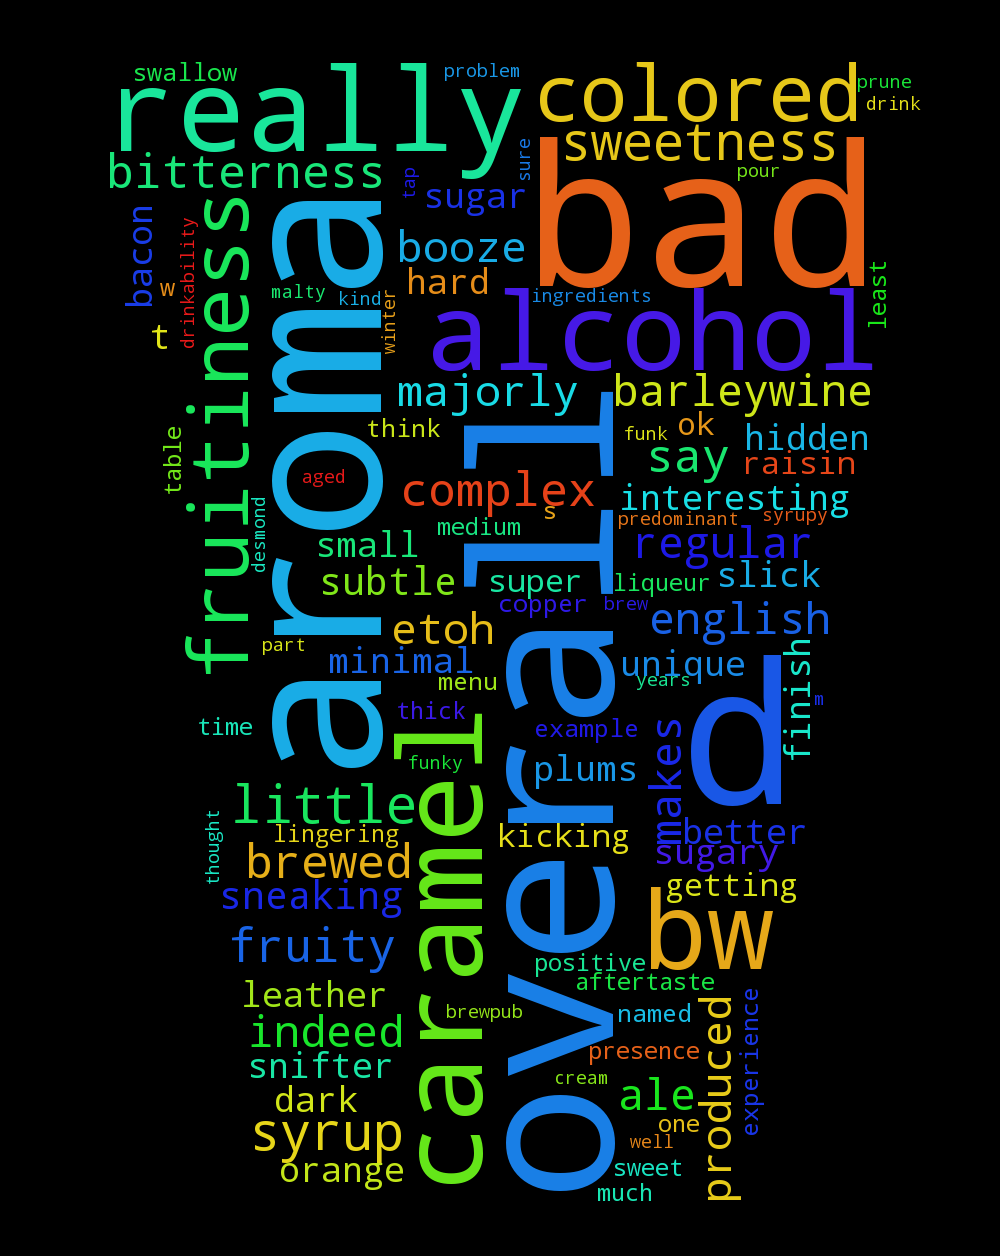 swallow
problem
really
colored
prune
drink
sweetness
bitterness
sure
tap
sugar
pour
bad
bacon
drinkability
fruitiness
aroma
booze
hard
w
malty
kind
winter
ingredients
least
t
alcohol
majorly
barleywine
think
funk
ok
hidden
say
raisin
table
aged
complex
s
interesting
desmond
medium
predominant
syrupy
small
regular
overall
subtle
super
liqueur
slick
copper
brew
etoh
english
part
minimal
menu
unique
years
finish
m
d
time
thick
caramel
example
funky
plums
makes
little
lingering
kicking
better
thought
brewed
sugary
sneaking
getting
bw
fruity
positive
aftertaste
leather
brewpub
named
produced
experience
indeed
presence
snifter
cream
dark
ale
syrup
one
well
orange
sweet
much